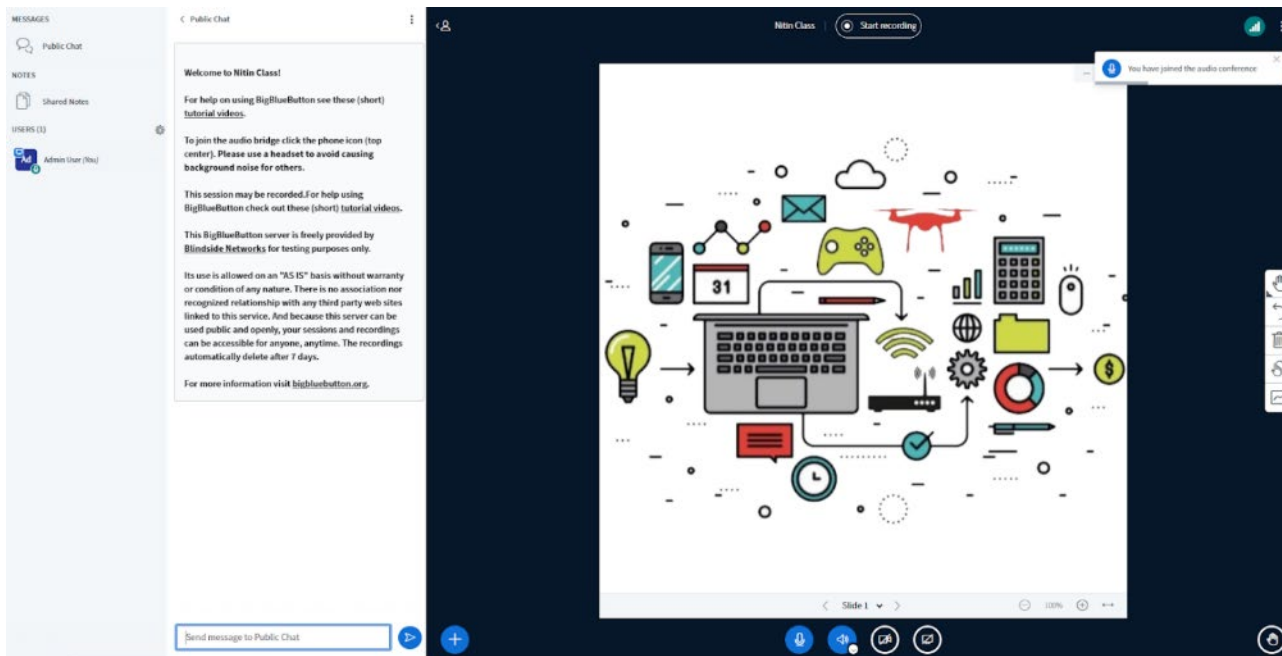 MESSAGES
Public Chat
NOTES
Shared Notes
USERS (1)
Ad
Admin User (You)
Public Chat
Welcome to Nitin Class!
For help on using BigBlueButton see these (short)
tutorial videos.
To join the audio bridge click the phone icon (top
center). Please use a headset to avoid causing
background noise for others.
This session may be recorded.For help using
BigBlueButton check out these (short) tutorial videos.
This BigBlueButton server is freely provided by
Blindside Networks for testing purposes only.
Its use is allowed on an "AS IS" basis without warranty
or condition of any nature. There is no association nor
recognized relationship with any third party web sites
linked to this service. And because this server can be
used public and openly, your sessions and recordings
can be accessible for anyone, anytime. The recordings
automatically delete after 7 days.
For more information visit bigbluebutton.org.
Send message to Public Chat
Nitin Class
Start recording
You have joined the audio conference
31
$
Slide 1
100%